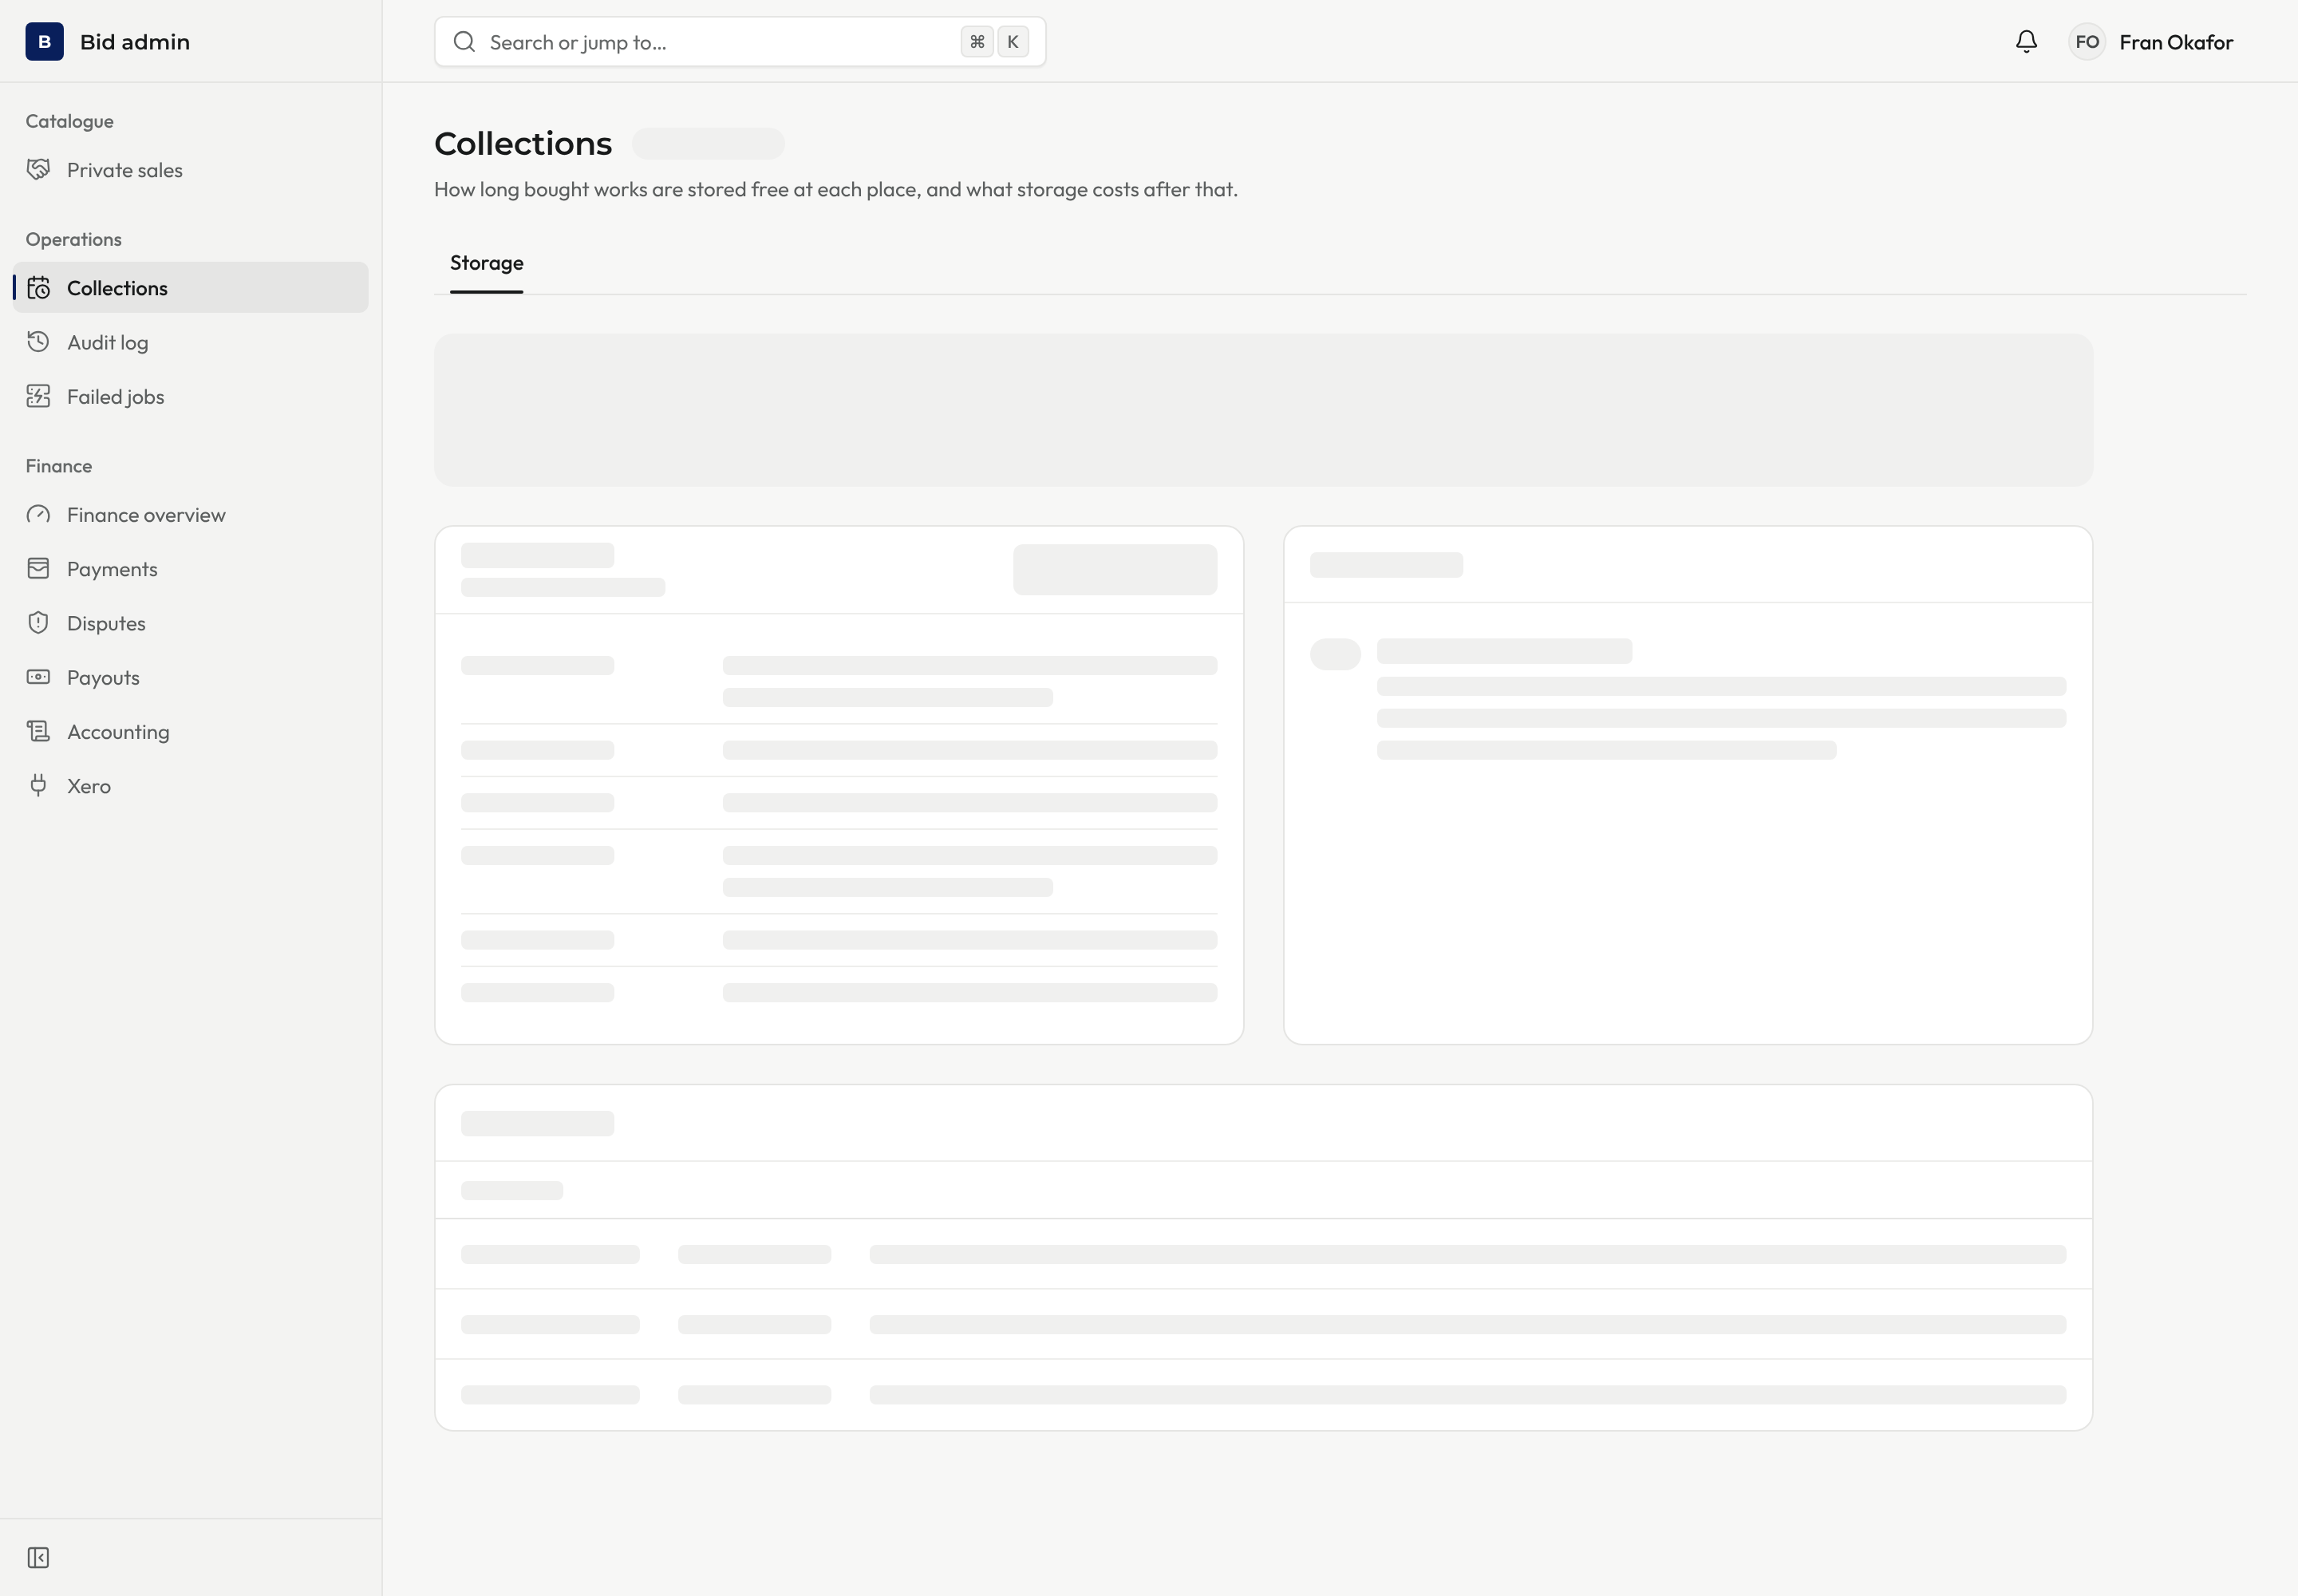 B
Bid admin
Search or jump to...
⌘ K
FO
Fran Okafor
Catalogue
Private sales
Operations
Collections
Audit log
Failed jobs
Finance
Finance overview
Payments
Disputes
Payouts
Accounting
Xero
Collections
How long bought works are stored free at each place, and what storage costs after that.
Storage